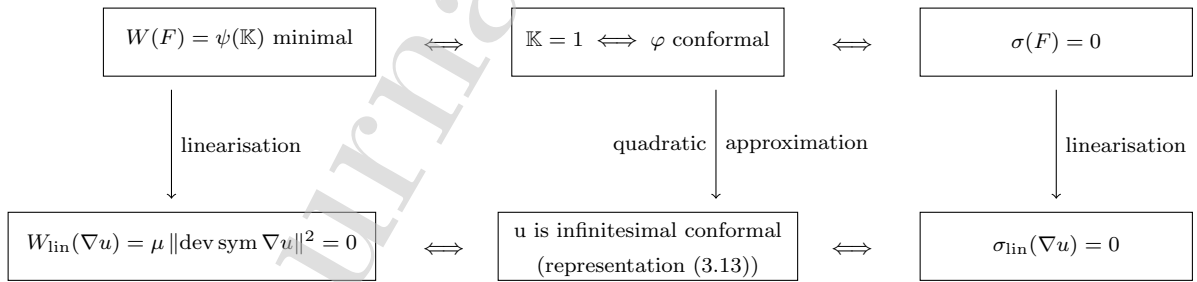 W(F) = ψ(𝕂) minimal ⟺ 𝕂 = 1 ⟺ φ conformal ⟺ σ(F) = 0
linearisation quadratic approximation linearisation
W_lin(∇u) = μ ‖dev sym ∇u‖² = 0 ⟺ u is infinitesimal conformal ⟺ σ_lin(∇u) = 0
(representation (3.13))
urna